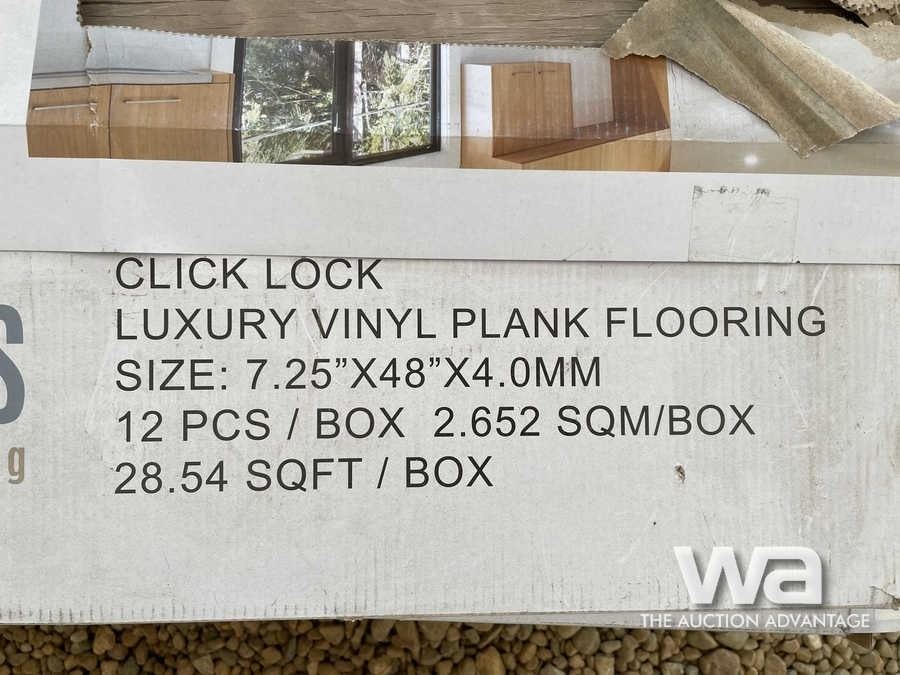 CLICK LOCK
LUXURY VINYL PLANK FLOORING
SIZE: 7.25”X48”X4.0MM
12 PCS / BOX 2.652 SQM/BOX
28.54 SQFT / BOX
S
g
wa
THE AUCTION ADVANTAGE